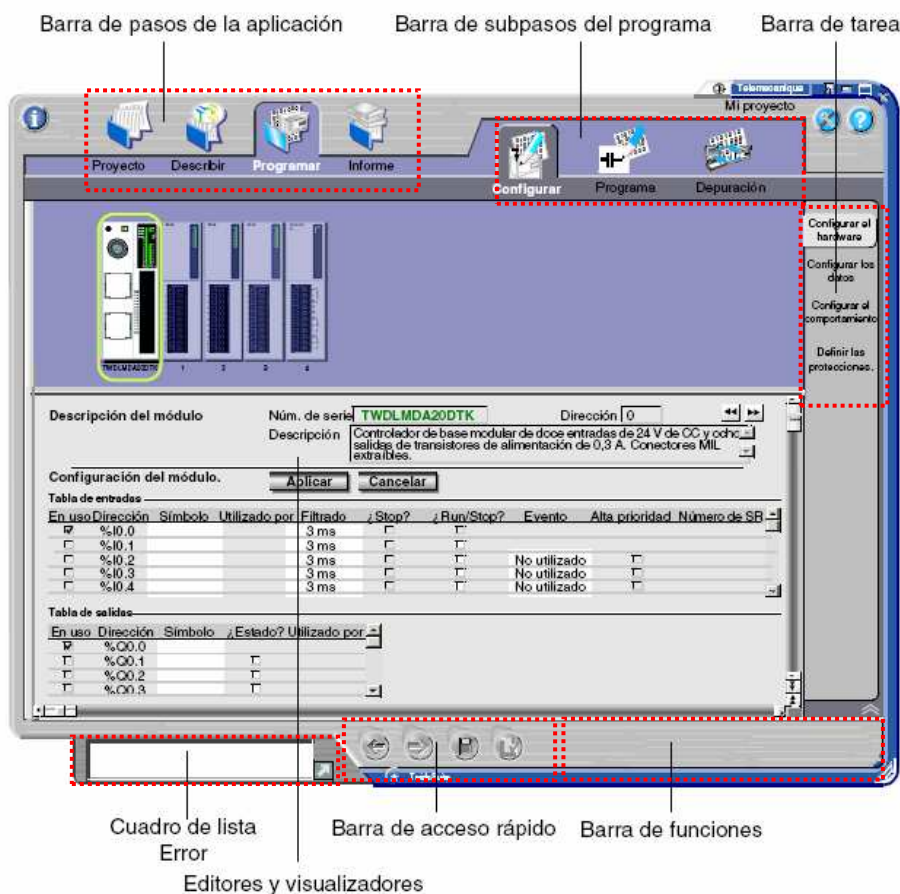 Barra de pasos de la aplicación
Barra de subpasos del programa
Barra de tarea
Telemecanique
Mi proyecto
Proyecto
Describir
Programar
Informe
Configurar
Programa
Depuración
Configurar el
hardware
Configurar los
datos
Configurar el
comportamiento
Definir las
protecciones.
TWDLMDA20DTK 1 2 3 4
Descripción del módulo Núm. de serie TWDLMDA20DTK Dirección 0
Descripción Controlador de base modular de doce entradas de 24 V de CC y ocho
salidas de transistores de alimentación de 0,3 A. Conectores MIL
extraíbles.
Configuración del módulo. Aplicar Cancelar
Tabla de entradas
En uso Dirección Símbolo Utilizado por Filtrado ¿Stop? ¿Run/Stop? Evento Alta prioridad Número de SR
%I0.0 3 ms
%I0.1 3 ms
%I0.2 3 ms No utilizado
%I0.3 3 ms No utilizado
%I0.4 3 ms No utilizado
Tabla de salidas
En uso Dirección Símbolo ¿Estado? Utilizado por
%Q0.0
%Q0.1
%Q0.2
%Q0.3
Cuadro de lista
Error
Barra de acceso rápido
Barra de funciones
Editores y visualizadores